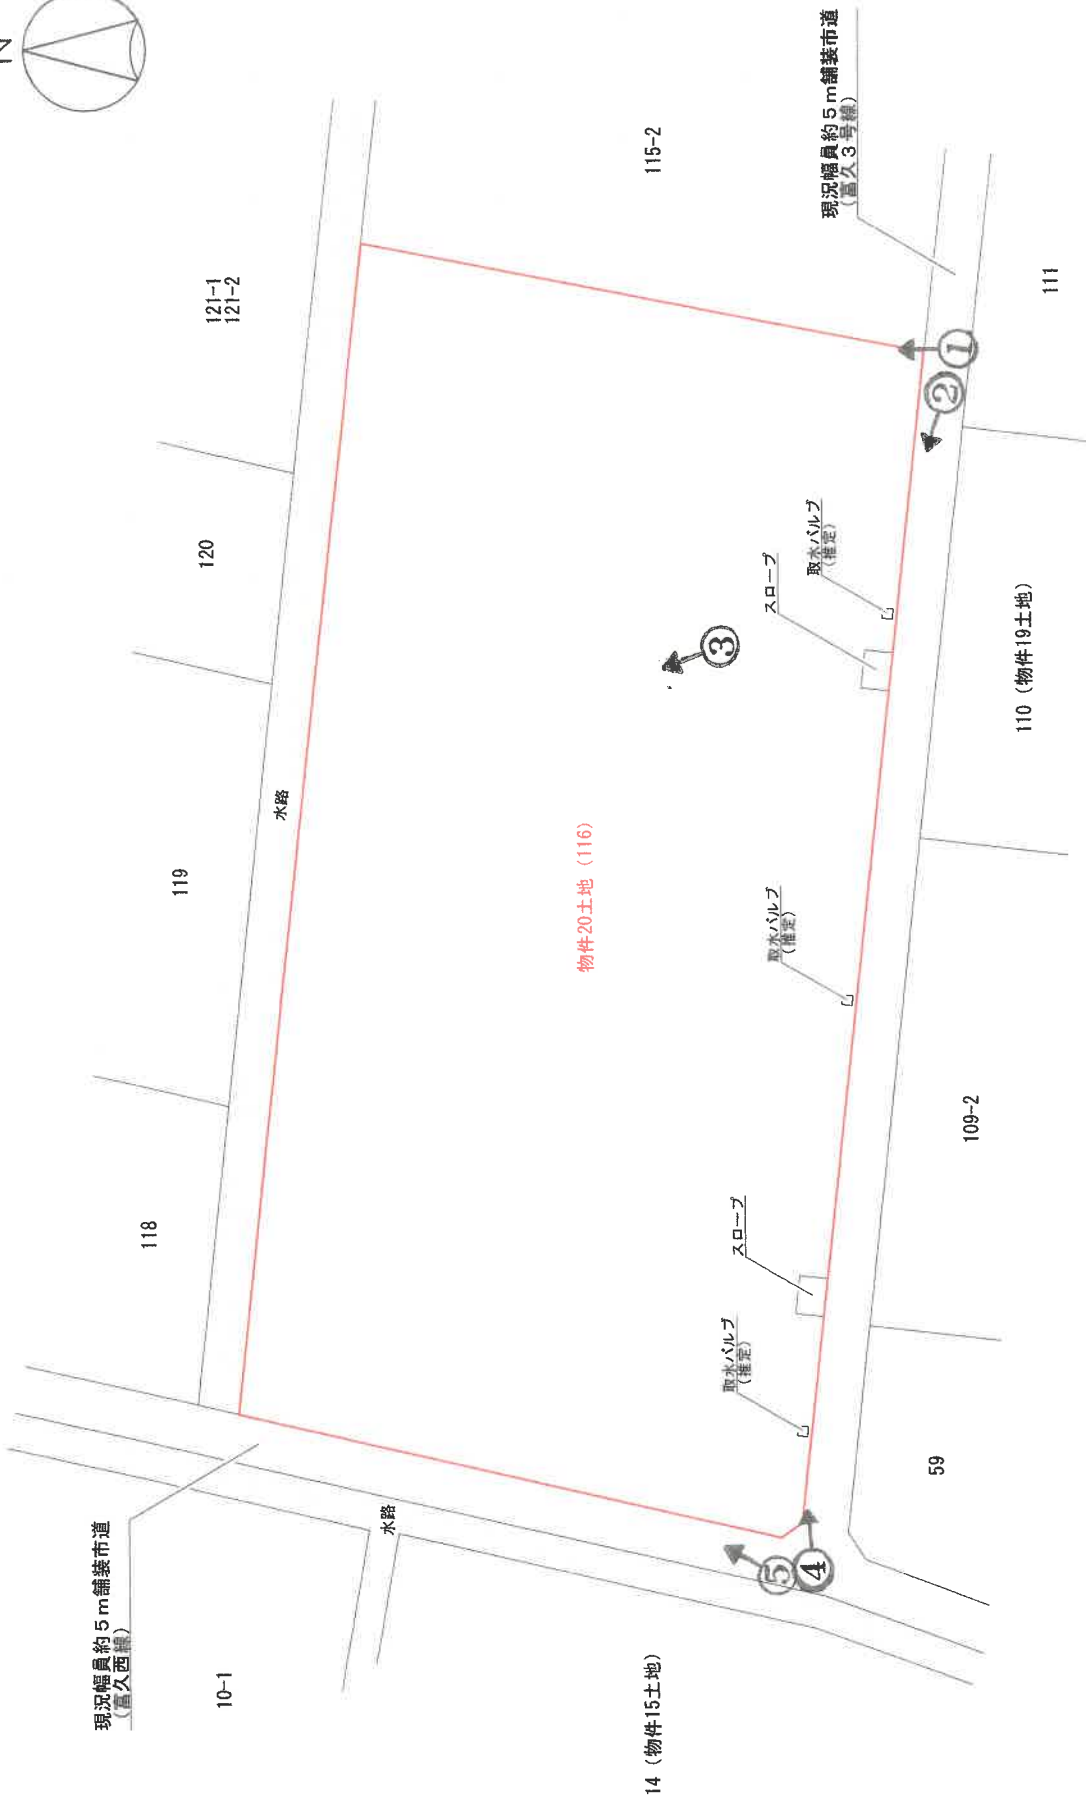 N
現況幅員約５ｍ舗装市道
（富久３号線）
115-2
121-1
121-2
111
①
②
120
取水バルブ
（推定）
スロープ
③
110（物件19土地）
水路
119
物件20土地（116）
取水バルブ
（推定）
109-2
118
スロープ
取水バルブ
（推定）
59
水路
④
⑤
現況幅員約５ｍ舗装市道
（富久西線）
10-1
14（物件15土地）